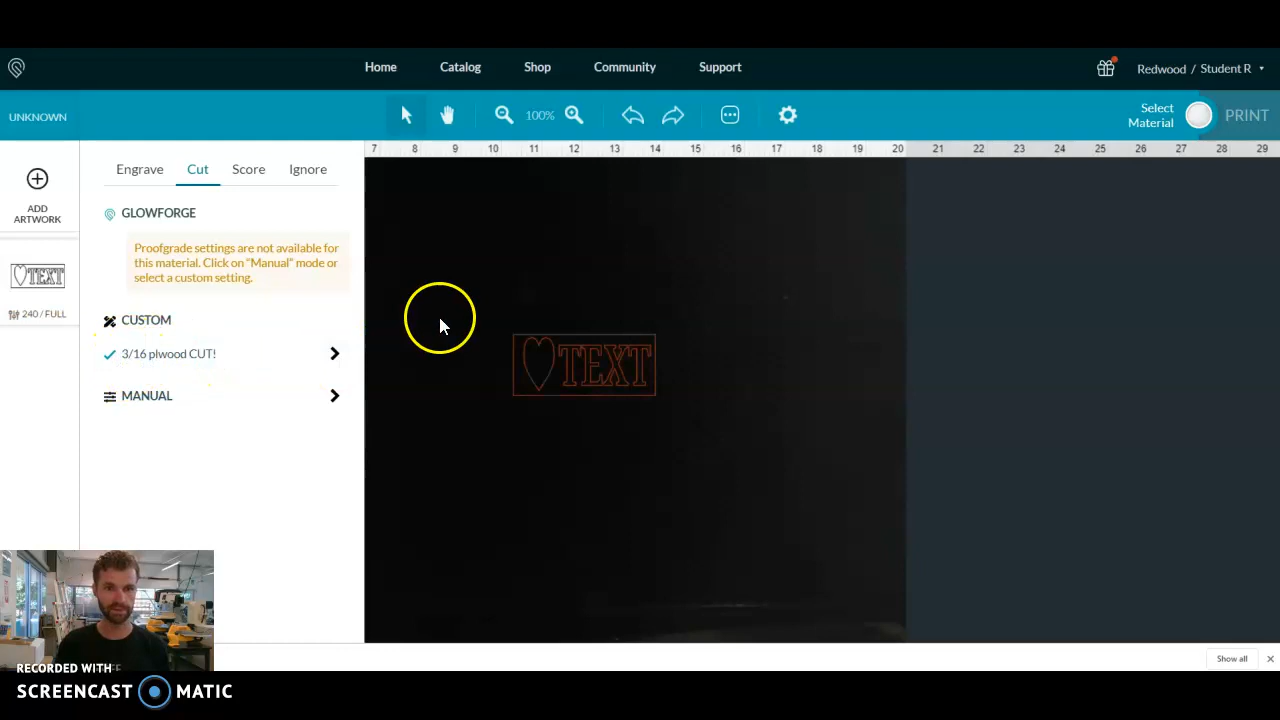 Home Catalog Shop Community Support Redwood / Student R
UNKNOWN 100% Select Material PRINT
7 8 9 10 11 12 13 14 15 16 17 18 19 20 21 22 23 24 25 26 27 28 29
ADD
ARTWORK
TEXT
240 / FULL
Engrave Cut Score Ignore
GLOWFORGE
Proofgrade settings are not available for
this material. Click on "Manual" mode or
select a custom setting.
CUSTOM
3/16 plwood CUT!
MANUAL
TEXT
Show all
RECORDED WITH
SCREENCAST MATIC